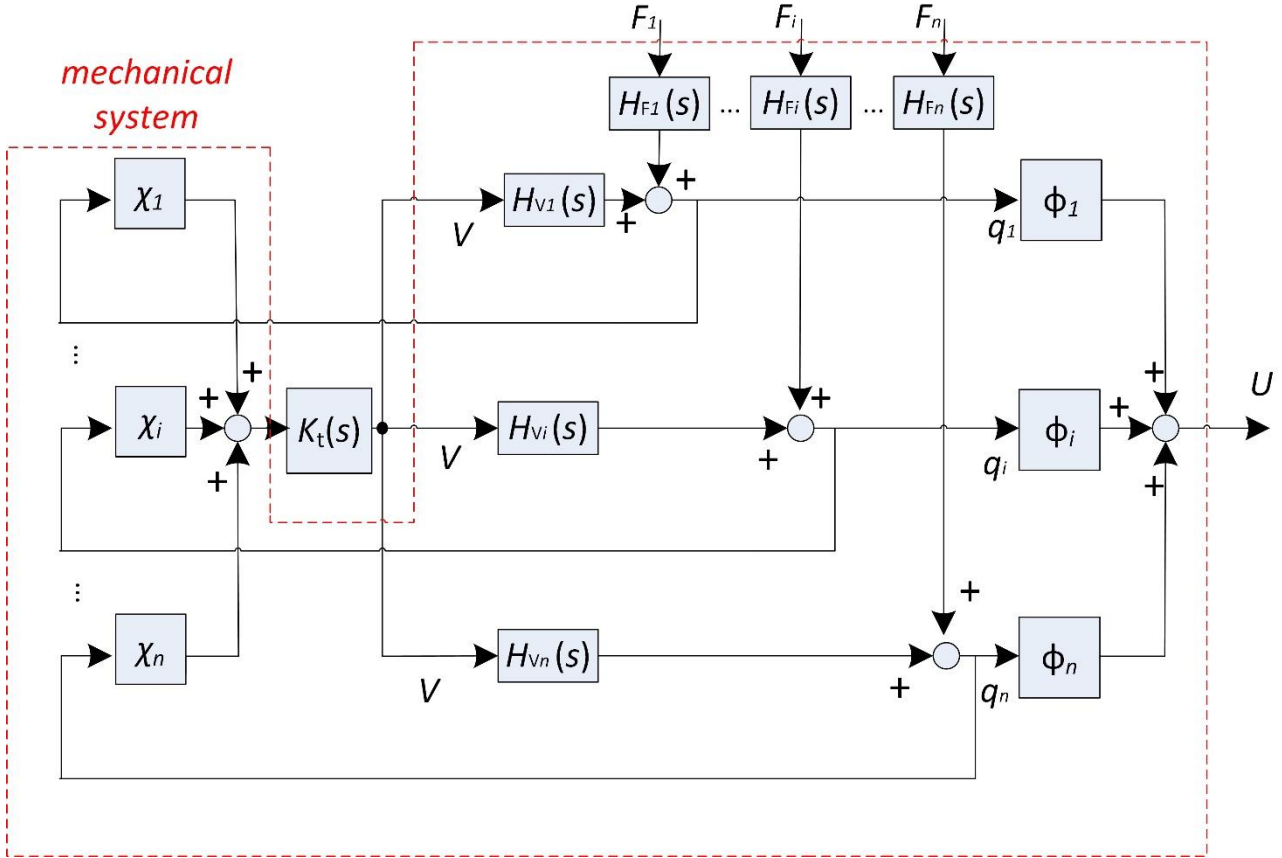 F1 Fi Fn
mechanical
system
HF1(s) ... HFi(s) ... HFn(s)
χ1
HV1(s)
+
+
V
q1
ϕ1
...
+
+
+
U
χi
+
+
Kt(s)
HVi(s)
+
+
V
qi
ϕi
+
+
...
+
χn
HVn(s)
+
+
V
qn
ϕn